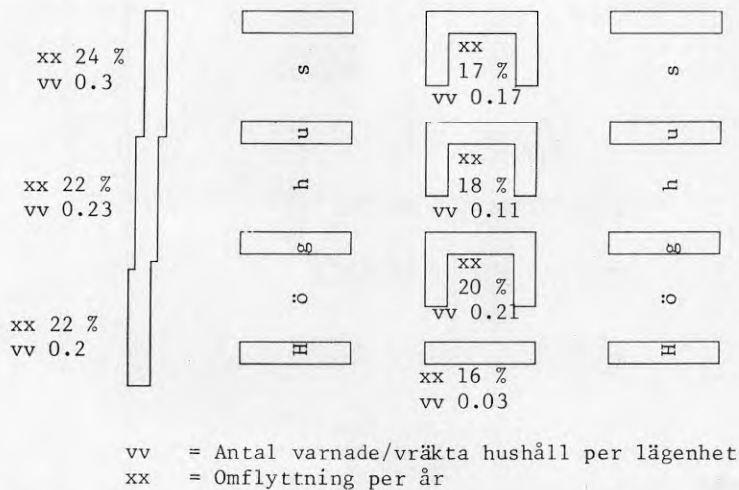 xx 24 %
vv 0.3
xx 22 %
vv 0.23
xx 22 %
vv 0.2
Höghus
xx
17 %
vv 0.17
xx
18 %
vv 0.11
xx
20 %
vv 0.21
xx 16 %
vv 0.03
Höghus
vv = Antal varnade/vräkta hushåll per lägenhet
xx = Omflyttning per år